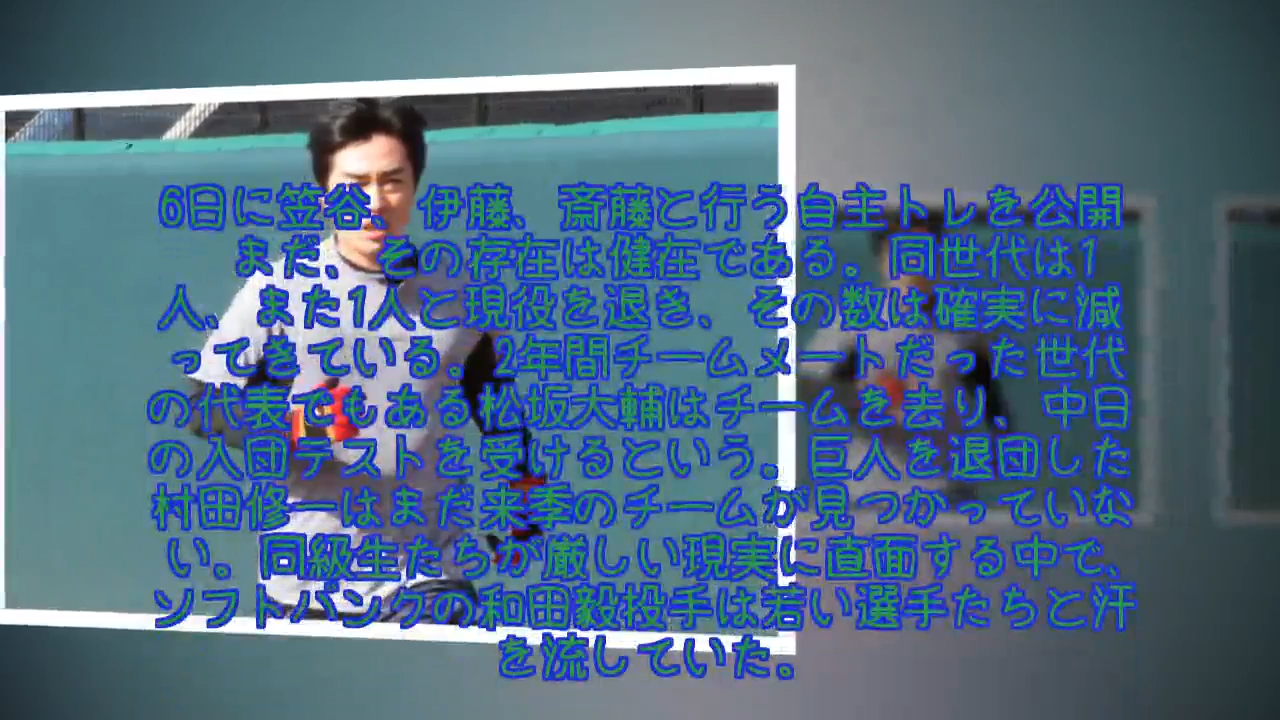 6日に笠谷、伊藤、斎藤と行う自主トレを公開
まだ、その存在は健在である。同世代は1
人、また1人と現役を退き、その数は確実に減
ってきている。2年間チームメートだった世代
の代表でもある松坂大輔はチームを去り、中日
の入団テストを受けるという。巨人を退団した
村田修一はまだ来季のチームが見つかっていな
い。同級生たちが厳しい現実に直面する中で、
ソフトバンクの和田毅投手は若い選手たちと汗
を流していた。